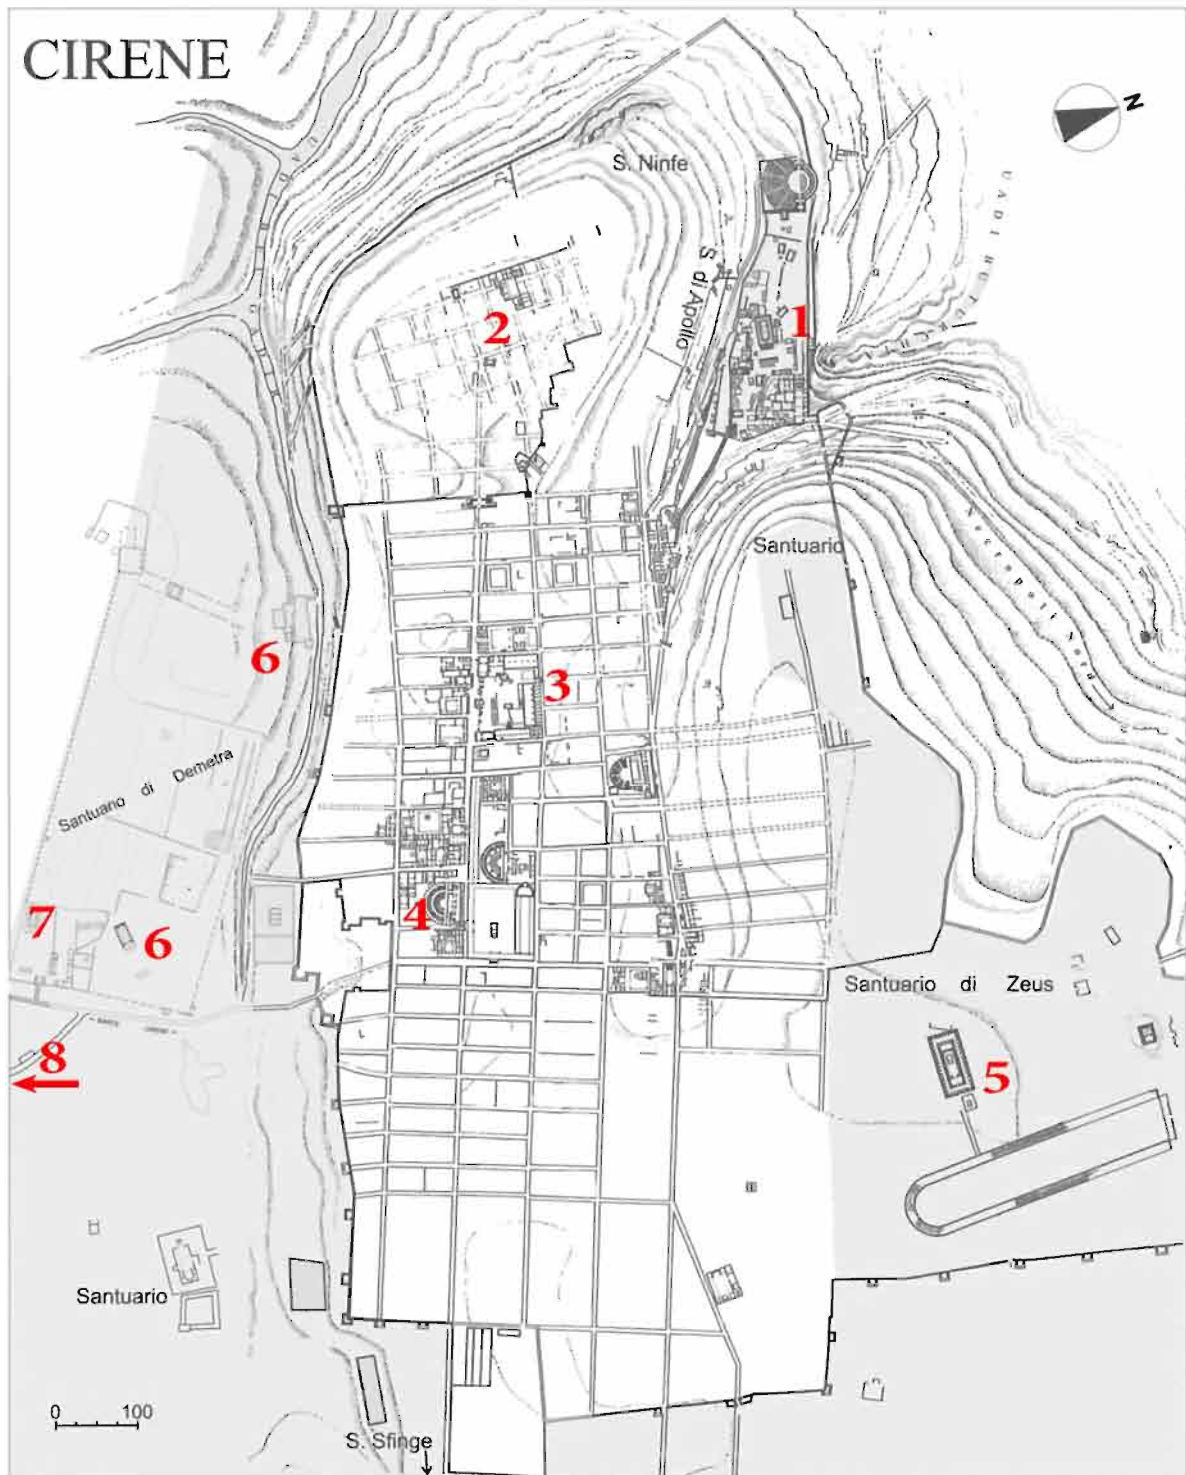 CIRENE
N
S. Ninfe
S. di Apollo
1
2
Santuario
6
3
Santuario di Demetra
4
7
6
Santuario di Zeus
8
5
Santuario
0 100
S. Sfinge